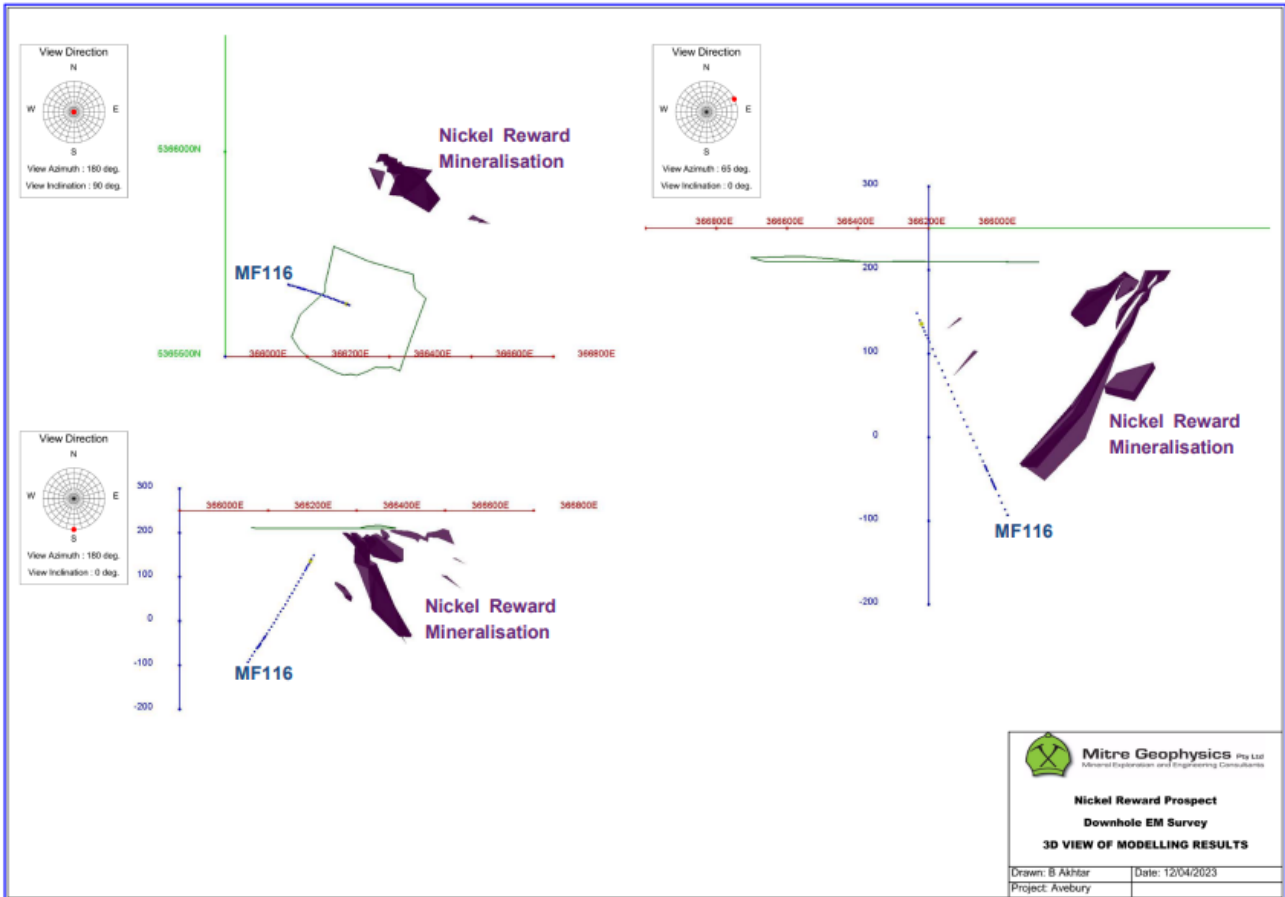 View Direction
N
W
E
S
View Azimuth : 180 deg.
View Inclination : 90 deg.
5366000N
Nickel Reward
Mineralisation
MF116
5365500N
366000E
366200E
366400E
366600E
366800E
View Direction
N
W
E
S
View Azimuth : 65 deg.
View Inclination : 0 deg.
300
366800E
366600E
366400E
366200E
366000E
200
100
0
Nickel Reward
Mineralisation
-100
MF116
-200
View Direction
N
W
E
S
View Azimuth : 180 deg.
View Inclination : 0 deg.
300
366000E
366200E
366400E
366600E
366800E
200
100
0
Nickel Reward
Mineralisation
-100
MF116
-200
Mitre Geophysics Pty Ltd
Mineral Exploration and Engineering Consultants
Nickel Reward Prospect
Downhole EM Survey
3D VIEW OF MODELLING RESULTS
Drawn: B Akhtar
Date: 12/04/2023
Project: Avebury